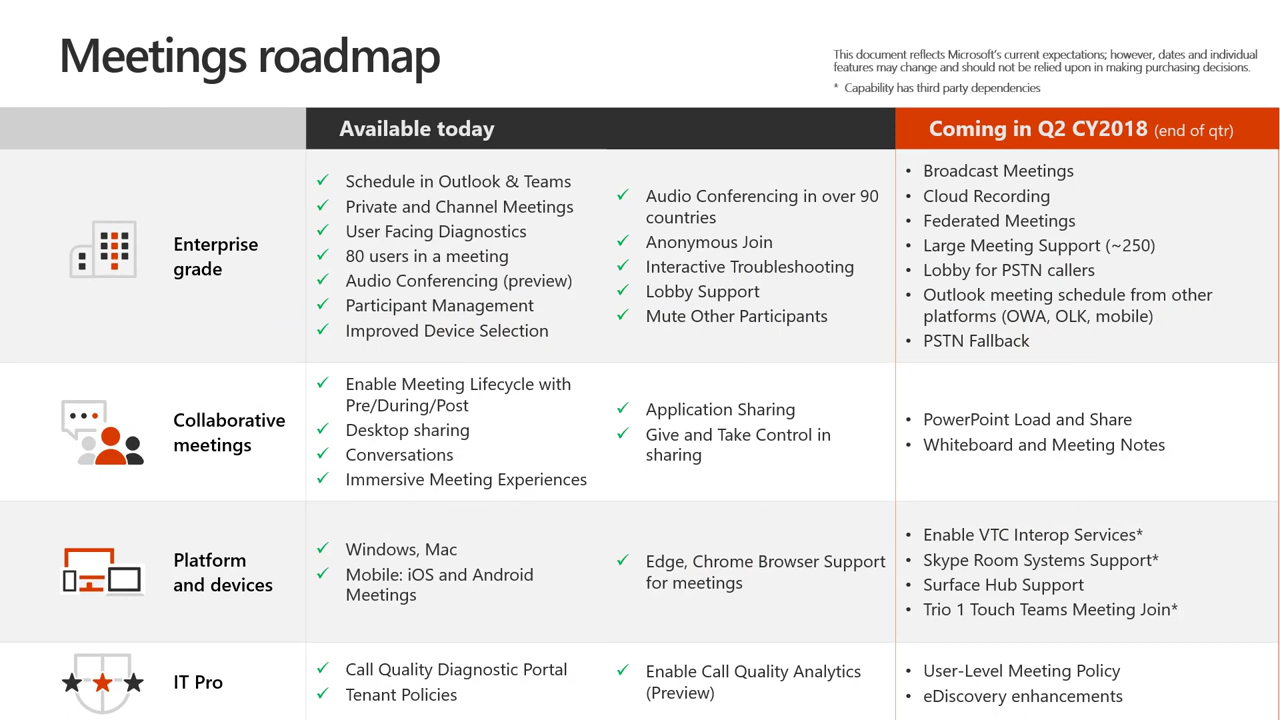 Meetings roadmap
This document reflects Microsoft's current expectations; however, dates and individual
features may change and should not be relied upon in making purchasing decisions.
* Capability has third party dependencies
Available today
Coming in Q2 CY2018 (end of qtr)
Enterprise
grade
✓ Schedule in Outlook & Teams
✓ Private and Channel Meetings
✓ User Facing Diagnostics
✓ 80 users in a meeting
✓ Audio Conferencing (preview)
✓ Participant Management
✓ Improved Device Selection
✓ Audio Conferencing in over 90
countries
✓ Anonymous Join
✓ Interactive Troubleshooting
✓ Lobby Support
✓ Mute Other Participants
• Broadcast Meetings
• Cloud Recording
• Federated Meetings
• Large Meeting Support (~250)
• Lobby for PSTN callers
• Outlook meeting schedule from other
platforms (OWA, OLK, mobile)
• PSTN Fallback
Collaborative
meetings
✓ Enable Meeting Lifecycle with
Pre/During/Post
✓ Desktop sharing
✓ Conversations
✓ Immersive Meeting Experiences
✓ Application Sharing
✓ Give and Take Control in
sharing
• PowerPoint Load and Share
• Whiteboard and Meeting Notes
Platform
and devices
✓ Windows, Mac
✓ Mobile: iOS and Android
Meetings
✓ Edge, Chrome Browser Support
for meetings
• Enable VTC Interop Services*
• Skype Room Systems Support*
• Surface Hub Support
• Trio 1 Touch Teams Meeting Join*
IT Pro
✓ Call Quality Diagnostic Portal
✓ Tenant Policies
✓ Enable Call Quality Analytics
(Preview)
• User-Level Meeting Policy
• eDiscovery enhancements